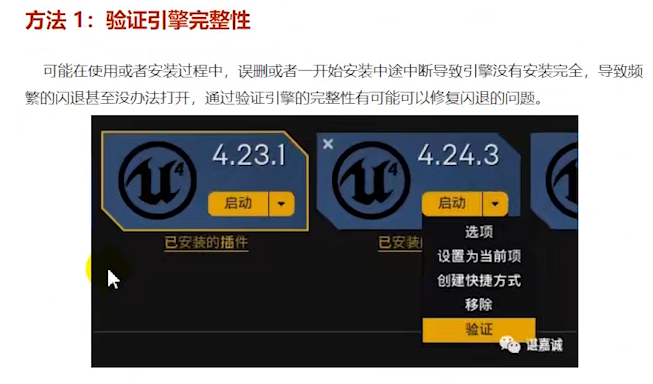 方法 1：验证引擎完整性
可能在使用或者安装过程中，误删或者一开始安装中途中断导致引擎没有安装完全，导致频
繁的闪退甚至没办法打开，通过验证引擎的完整性有可能可以修复闪退的问题。
4.23.1
4.24.3
启动
启动
已安装的插件
已安装
选项
设置为当前项
创建快捷方式
移除
验证
谌嘉诚